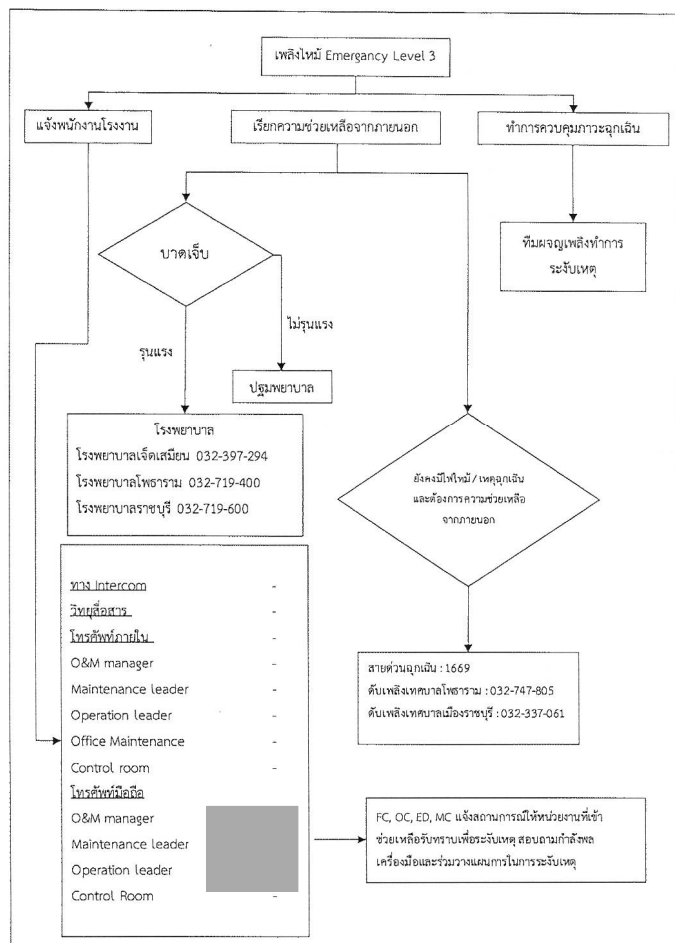 เพลิงไหม้ Emergancy Level 3
แจ้งพนักงานโรงงาน
เรียกความช่วยเหลือจากภายนอก
ทำการควบคุมภาวะฉุกเฉิน
บาดเจ็บ
ทีมผจญเพลิงทำการ
ระงับเหตุ
ไม่รุนแรง
รุนแรง
ปฐมพยาบาล
โรงพยาบาล
โรงพยาบาลเจ็ดเสมียน 032-397-294
โรงพยาบาลโพธาราม 032-719-400
โรงพยาบาลราชบุรี 032-719-600
ยังคงมีไฟไหม้ / เหตุฉุกเฉิน
และต้องการความช่วยเหลือ
จากภายนอก
สายด่วนฉุกเฉิน : 1669
ดับเพลิงเทศบาลโพธาราม : 032-747-805
ดับเพลิงเทศบาลเมืองราชบุรี : 032-337-061
ทาง Intercom -
วิทยุสื่อสาร -
โทรศัพท์ภายใน -
O&M manager -
Maintenance leader -
Operation leader -
Office Maintenance -
Control room -
โทรศัพท์มือถือ
O&M manager
Maintenance leader
Operation leader
Control Room -
FC, OC, ED, MC แจ้งสถานการณ์ให้หน่วยงานที่เข้า
ช่วยเหลือรับทราบเพื่อระงับเหตุ สอบถามกำลังพล
เครื่องมือและร่วมวางแผนการในการระงับเหตุ